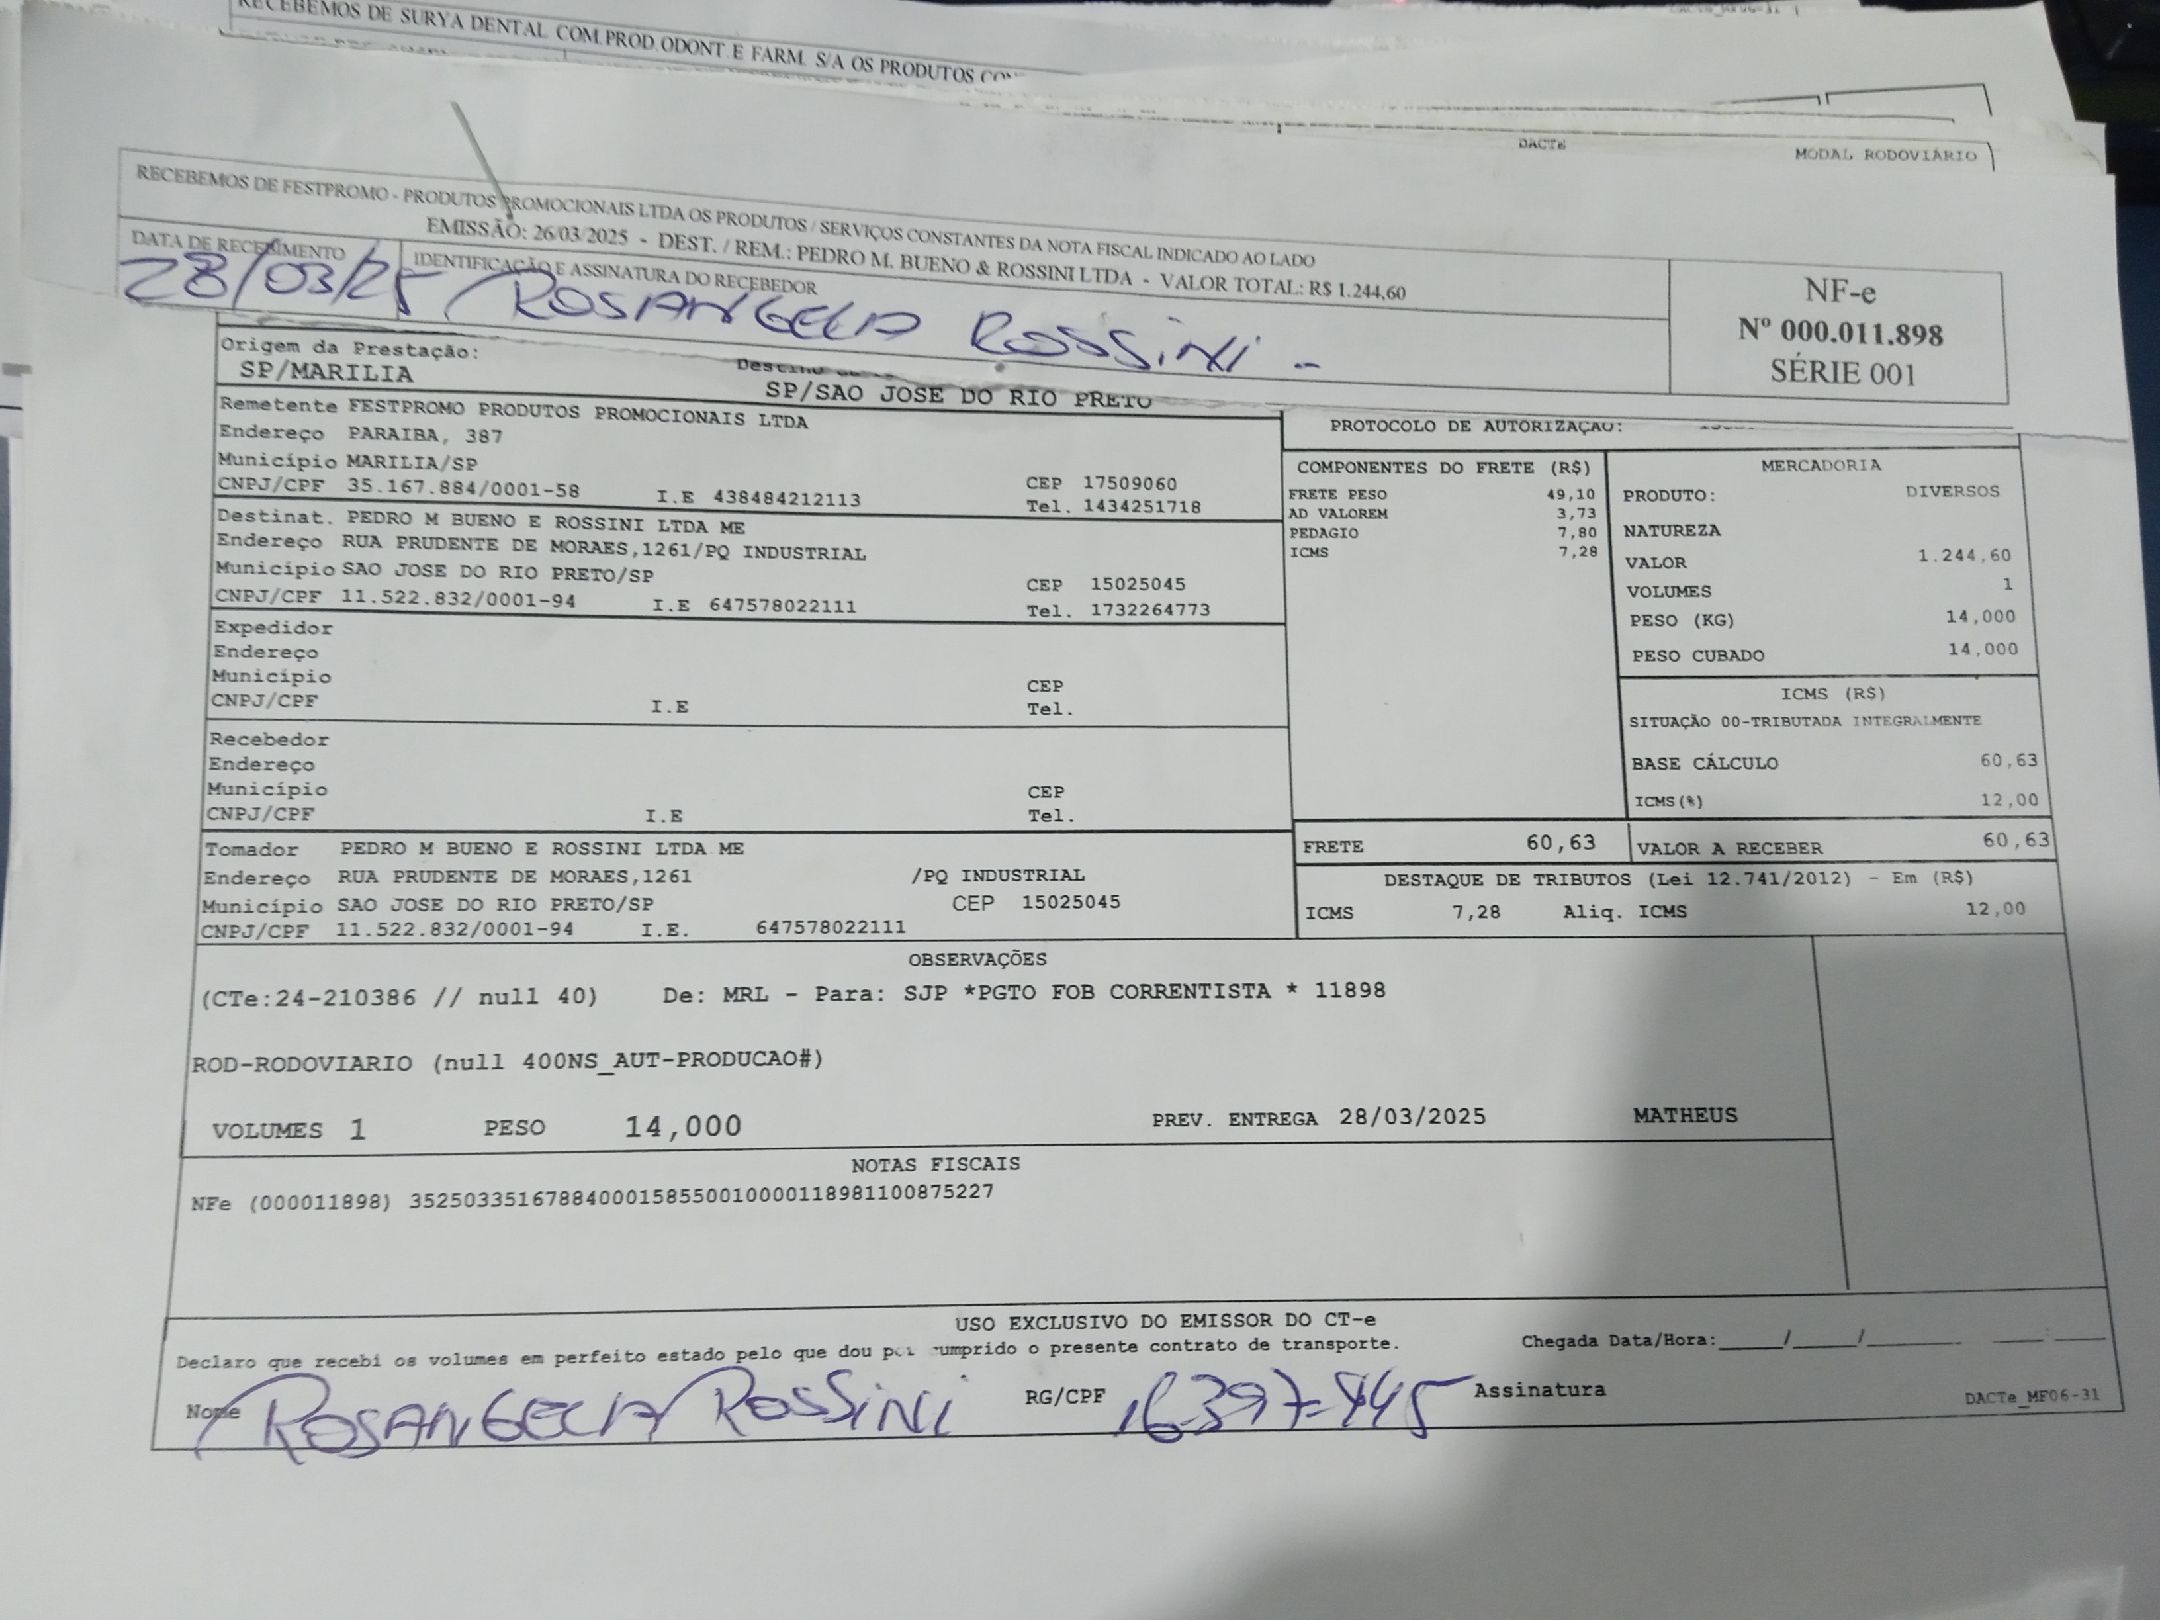 RECEBEMOS DE SURYA DENTAL COM.PROD.ODONT. E FARM. S/A OS PRODUTOS
DACTE
MODAL RODOVIÁRIO
RECEBEMOS DE FESTPROMO - PRODUTOS PROMOCIONAIS LTDA OS PRODUTOS / SERVIÇOS CONSTANTES DA NOTA FISCAL INDICADO AO LADO
EMISSÃO: 26/03/2025 - DEST. / REM.: PEDRO M. BUENO & ROSSINI LTDA - VALOR TOTAL: R$ 1.244,60
DATA DE RECEBIMENTO
IDENTIFICAÇÃO E ASSINATURA DO RECEBEDOR
28/03/25 ROSANGELA ROSSINI -
NF-e
Nº 000.011.898
SÉRIE 001
Origem da Prestação:
SP/MARILIA
SP/SAO JOSE DO RIO PRETO
Remetente FESTPROMO PRODUTOS PROMOCIONAIS LTDA
Endereço PARAIBA, 387
Município MARILIA/SP CEP 17509060
CNPJ/CPF 35.167.884/0001-58 I.E 438484212113 Tel. 1434251718
Destinat. PEDRO M BUENO E ROSSINI LTDA ME
Endereço RUA PRUDENTE DE MORAES,1261/PQ INDUSTRIAL
Município SAO JOSE DO RIO PRETO/SP CEP 15025045
CNPJ/CPF 11.522.832/0001-94 I.E 647578022111 Tel. 1732264773
Expedidor
Endereço
Município CEP
CNPJ/CPF I.E Tel.
Recebedor
Endereço
Município CEP
CNPJ/CPF I.E Tel.
Tomador PEDRO M BUENO E ROSSINI LTDA ME
Endereço RUA PRUDENTE DE MORAES,1261 /PQ INDUSTRIAL
Município SAO JOSE DO RIO PRETO/SP CEP 15025045
CNPJ/CPF 11.522.832/0001-94 I.E. 647578022111
PROTOCOLO DE AUTORIZAÇAO:
COMPONENTES DO FRETE (R$)
FRETE PESO 49,10
AD VALOREM 3,73
PEDAGIO 7,80
ICMS 7,28
MERCADORIA
PRODUTO: DIVERSOS
NATUREZA
VALOR 1.244,60
VOLUMES 1
PESO (KG) 14,000
PESO CUBADO 14,000
ICMS (R$)
SITUAÇÃO 00-TRIBUTADA INTEGRALMENTE
BASE CÁLCULO 60,63
ICMS(%) 12,00
FRETE 60,63 VALOR A RECEBER 60,63
DESTAQUE DE TRIBUTOS (Lei 12.741/2012) - Em (R$)
ICMS 7,28 Aliq. ICMS 12,00
OBSERVAÇÕES
(CTe:24-210386 // null 40) De: MRL - Para: SJP *PGTO FOB CORRENTISTA * 11898
ROD-RODOVIARIO (null 400NS_AUT-PRODUCAO#)
VOLUMES 1 PESO 14,000 PREV. ENTREGA 28/03/2025 MATHEUS
NOTAS FISCAIS
NFe (000011898) 35250335167884000158550010000118981100875227
USO EXCLUSIVO DO EMISSOR DO CT-e
Declaro que recebi os volumes em perfeito estado pelo que dou por cumprido o presente contrato de transporte. Chegada Data/Hora:_____/_____/_____ ____:____
Nome ROSANGELA ROSSINI RG/CPF 16-397-445 Assinatura DACTe_MF06-31